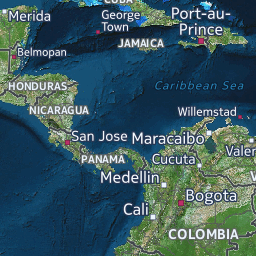 CUBA
Merida
George
Town
Port-au-
Prince
JAMAICA
Belmopan
Caribbean Sea
HONDURAS
NICARAGUA
Willemstad
San Jose
Maracaibo
PANAMA
Cucuta
Valen
Medellin
Bogota
Cali
COLOMBIA